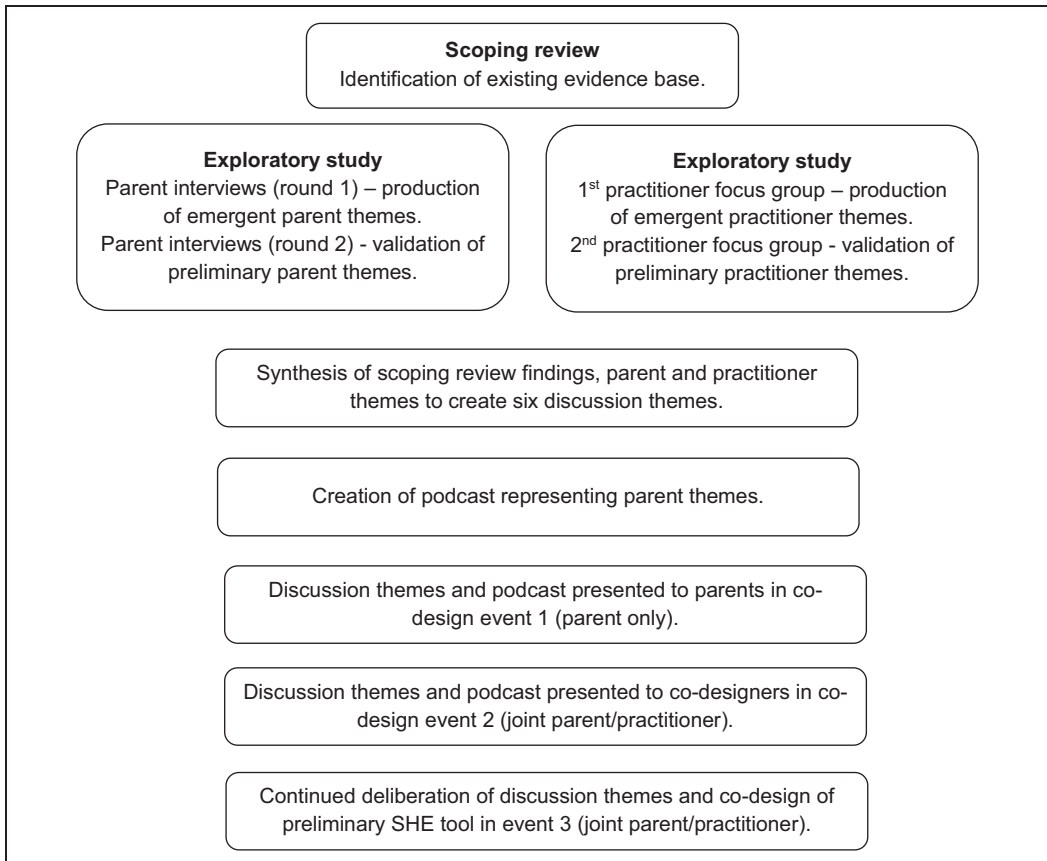 Scoping review
Identification of existing evidence base.
Exploratory study
Parent interviews (round 1) – production
of emergent parent themes.
Parent interviews (round 2) - validation of
preliminary parent themes.
Exploratory study
1st practitioner focus group – production
of emergent practitioner themes.
2nd practitioner focus group - validation of
preliminary practitioner themes.
Synthesis of scoping review findings, parent and practitioner
themes to create six discussion themes.
Creation of podcast representing parent themes.
Discussion themes and podcast presented to parents in co-
design event 1 (parent only).
Discussion themes and podcast presented to co-designers in co-
design event 2 (joint parent/practitioner).
Continued deliberation of discussion themes and co-design of
preliminary SHE tool in event 3 (joint parent/practitioner).